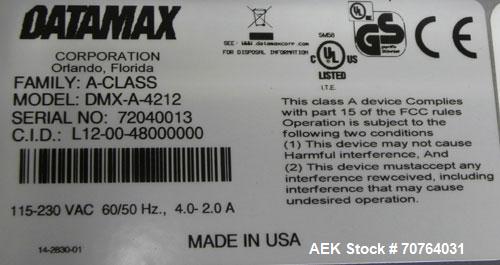 DATAMAX
CORPORATION
Orlando, Florida
FAMILY: A-CLASS
MODEL: DMX-A-4212
SERIAL NO: 72040013
C.I.D.: L12-00-48000000
115-230 VAC 60/50 Hz., 4.0- 2.0 A
14-2830-01
MADE IN USA
SEE - WWW.datamaxcorp.com
FOR DISPOSAL INFORMATION
5M58
C UL US
LISTED
I.T.E.
GS
CE
This class A device Complies
with part 15 of the FCC rules
Operation is subject to the
following two conditions
(1) This device may not cause
Harmful interference, And
(2) This device mustaccept any
interference rewceived, including
interference that may cause
undesired operation.
AEK Stock # 70764031